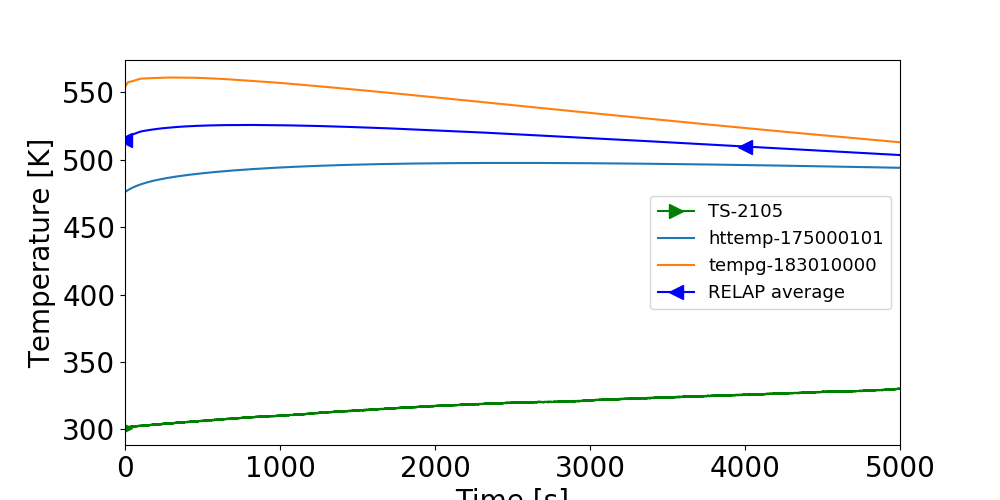 Temperature [K]
550
500
450
400
350
300
TS-2105
httemp-175000101
tempg-183010000
RELAP average
0 1000 2000 3000 4000 5000
Time [s]